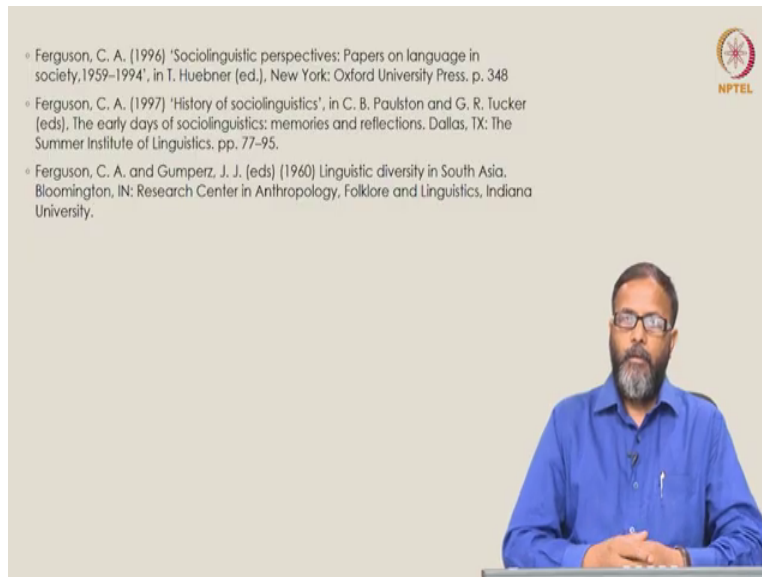 Ferguson, C. A. (1996) 'Sociolinguistic perspectives: Papers on language in
society,1959–1994', in T. Huebner (ed.), New York: Oxford University Press. p. 348
Ferguson, C. A. (1997) 'History of sociolinguistics', in C. B. Paulston and G. R. Tucker
(eds), The early days of sociolinguistics: memories and reflections. Dallas, TX: The
Summer Institute of Linguistics. pp. 77–95.
Ferguson, C. A. and Gumperz, J. J. (eds) (1960) Linguistic diversity in South Asia.
Bloomington, IN: Research Center in Anthropology, Folklore and Linguistics, Indiana
University.
NPTEL